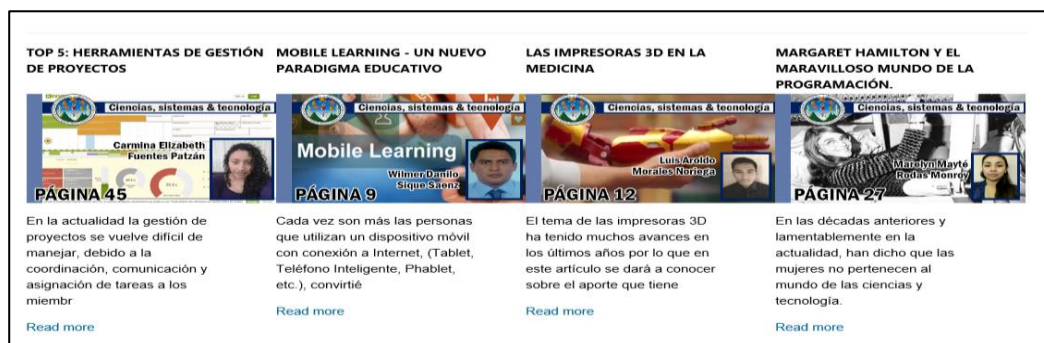 TOP 5: HERRAMIENTAS DE GESTIÓN
DE PROYECTOS
Ciencias, sistemas & tecnología
Carmina Elizabeth
Fuentes Patzán
PÁGINA 45
En la actualidad la gestión de
proyectos se vuelve difícil de
manejar, debido a la
coordinación, comunicación y
asignación de tareas a los
miembr
Read more
MOBILE LEARNING - UN NUEVO
PARADIGMA EDUCATIVO
Ciencias, sistemas & tecnología
Mobile Learning
Wilmer Danilo
Sique Saenz
PÁGINA 9
Cada vez son más las personas
que utilizan un dispositivo móvil
con conexión a Internet, (Tablet,
Teléfono Inteligente, Phablet,
etc.), convirtié
Read more
LAS IMPRESORAS 3D EN LA
MEDICINA
Ciencias, sistemas & tecnología
Luis Aroldo
Morales Noriega
PÁGINA 12
El tema de las impresoras 3D
ha tenido muchos avances en
los últimos años por lo que en
este artículo se dará a conocer
sobre el aporte que tiene
Read more
MARGARET HAMILTON Y EL
MARAVILLOSO MUNDO DE LA
PROGRAMACIÓN.
Ciencias, sistemas & tecnología
Marelyn Mayté
Rodas Monroy
PÁGINA 27
En las décadas anteriores y
lamentablemente en la
actualidad, han dicho que las
mujeres no pertenecen al
mundo de las ciencias y
tecnología.
Read more